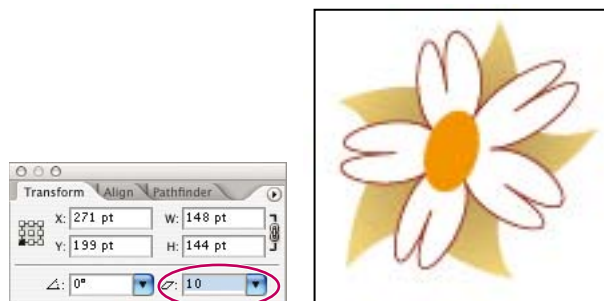 Transform Align Pathfinder
X: 271 pt W: 148 pt
Y: 199 pt H: 144 pt
0° 10